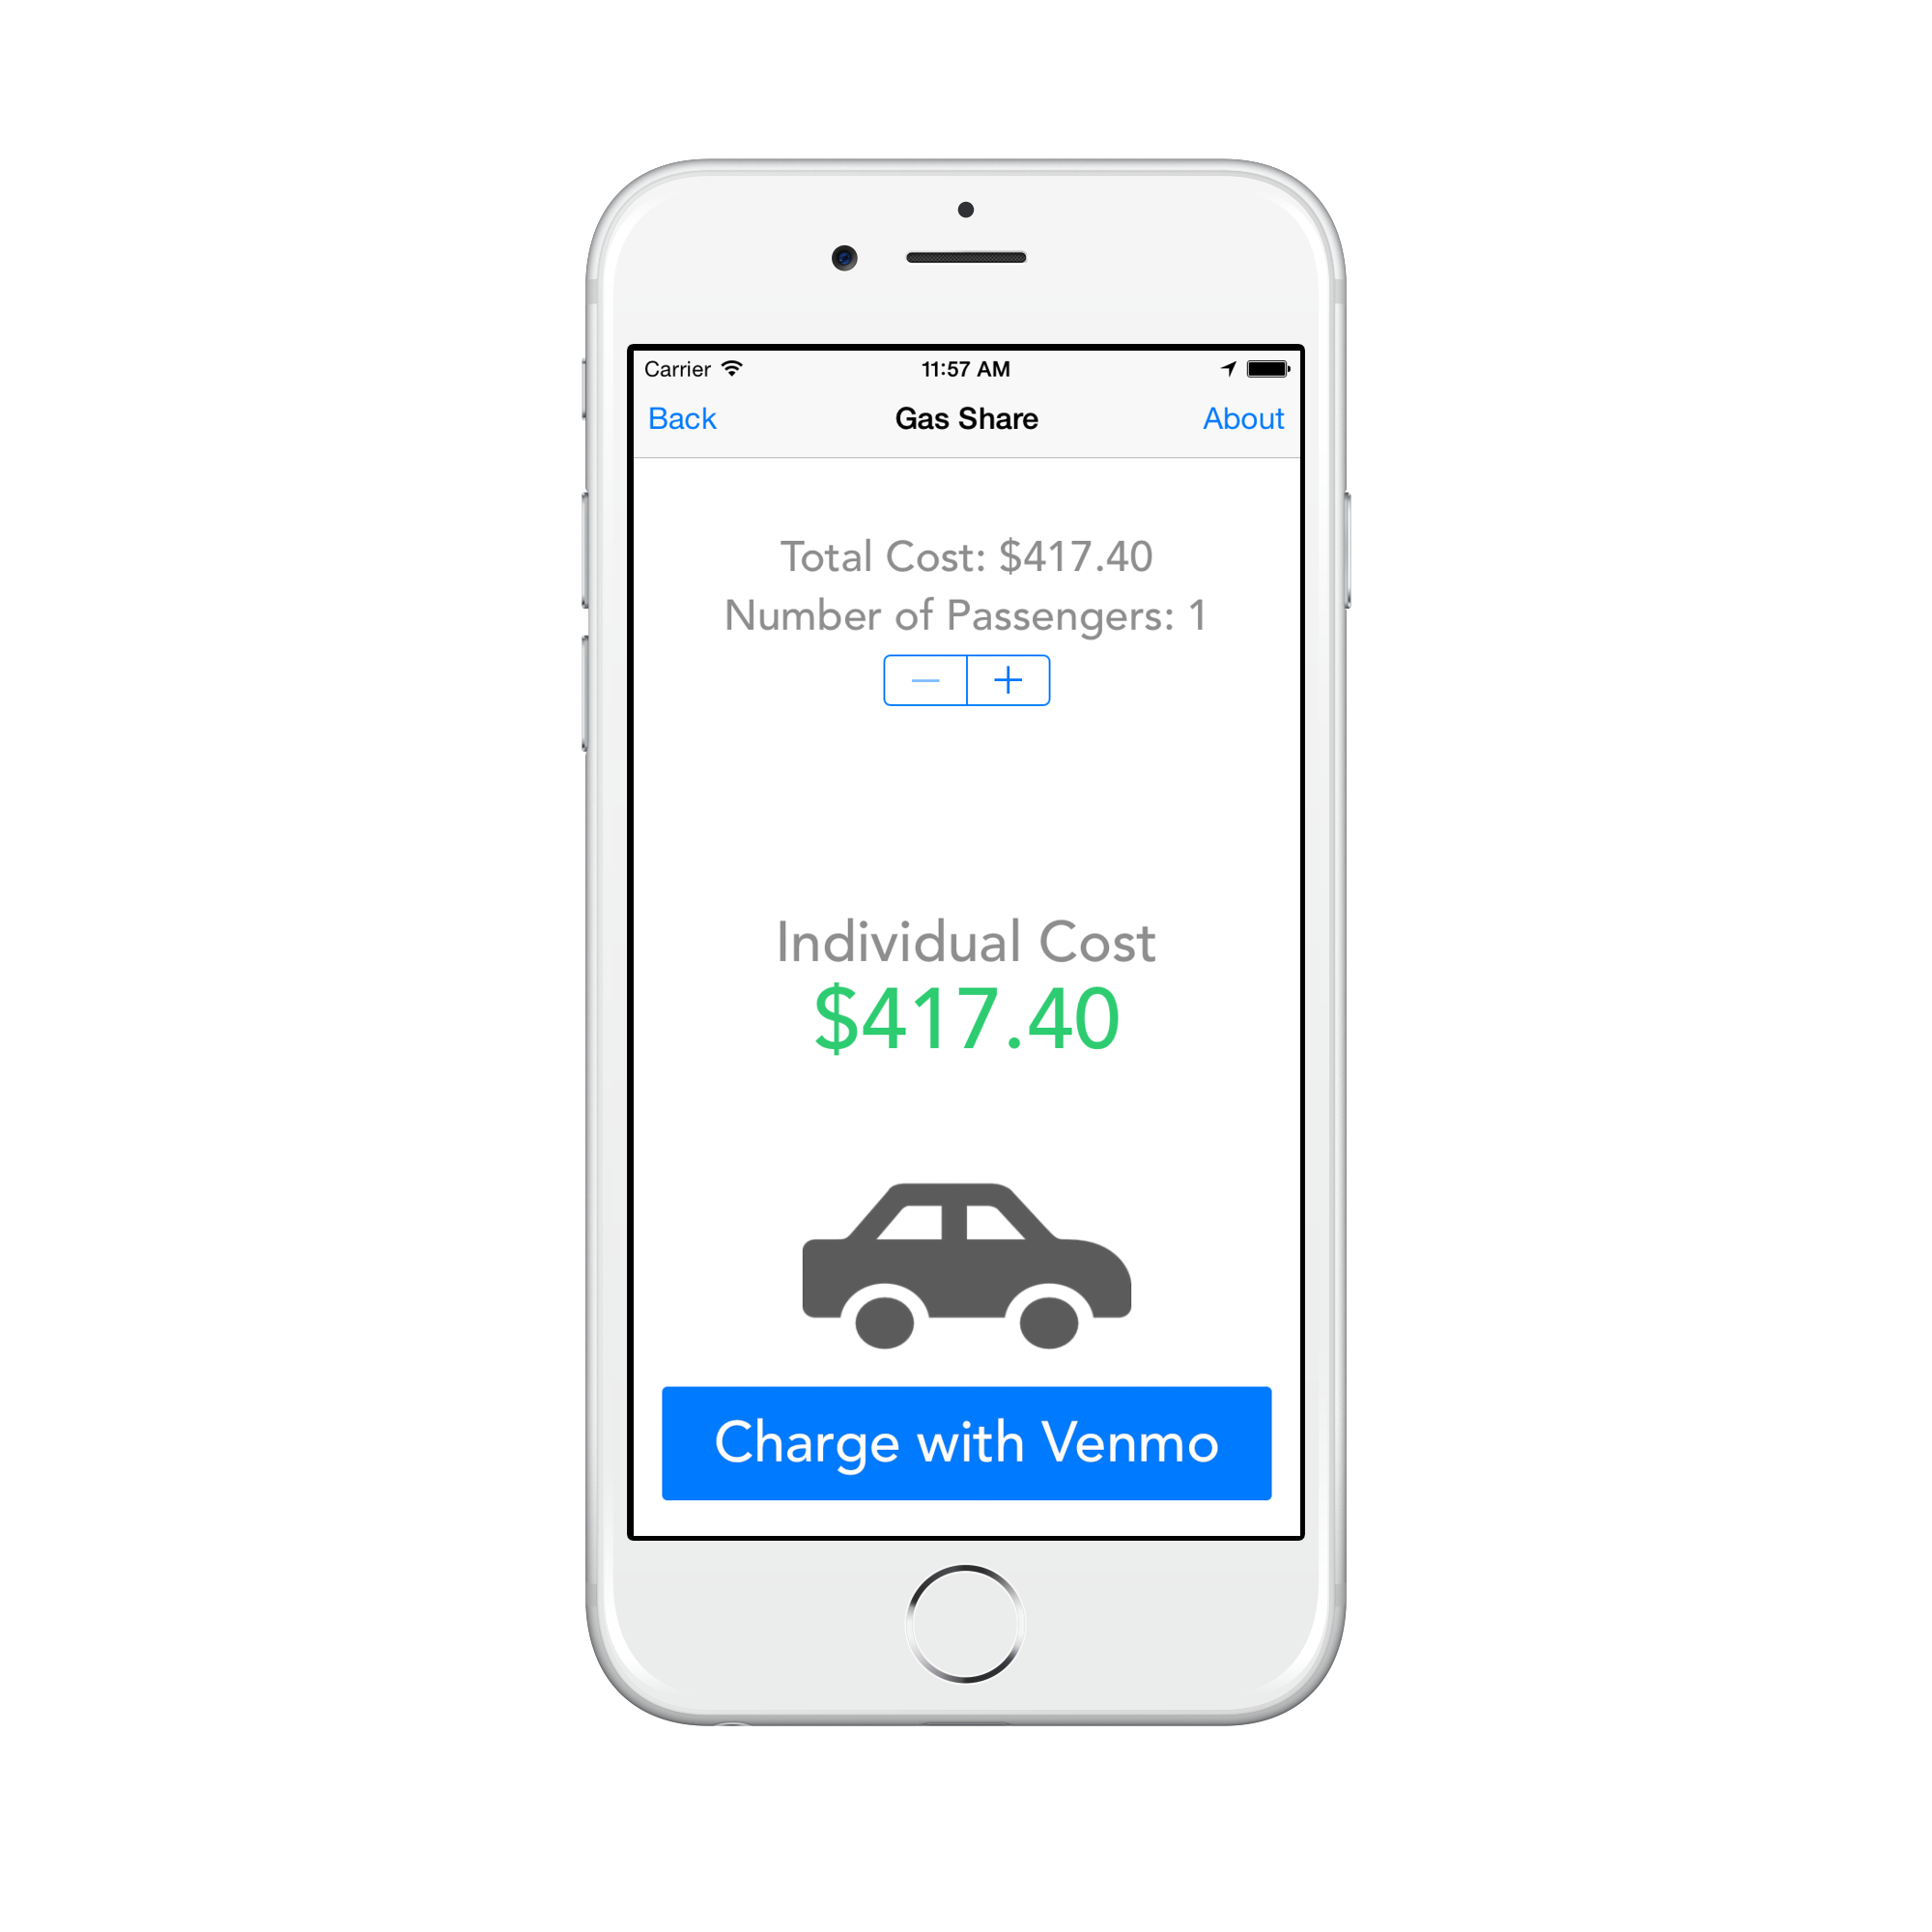 Carrier 11:57 AM
Back Gas Share About
Total Cost: $417.40
Number of Passengers: 1
− +
Individual Cost
$417.40
Charge with Venmo